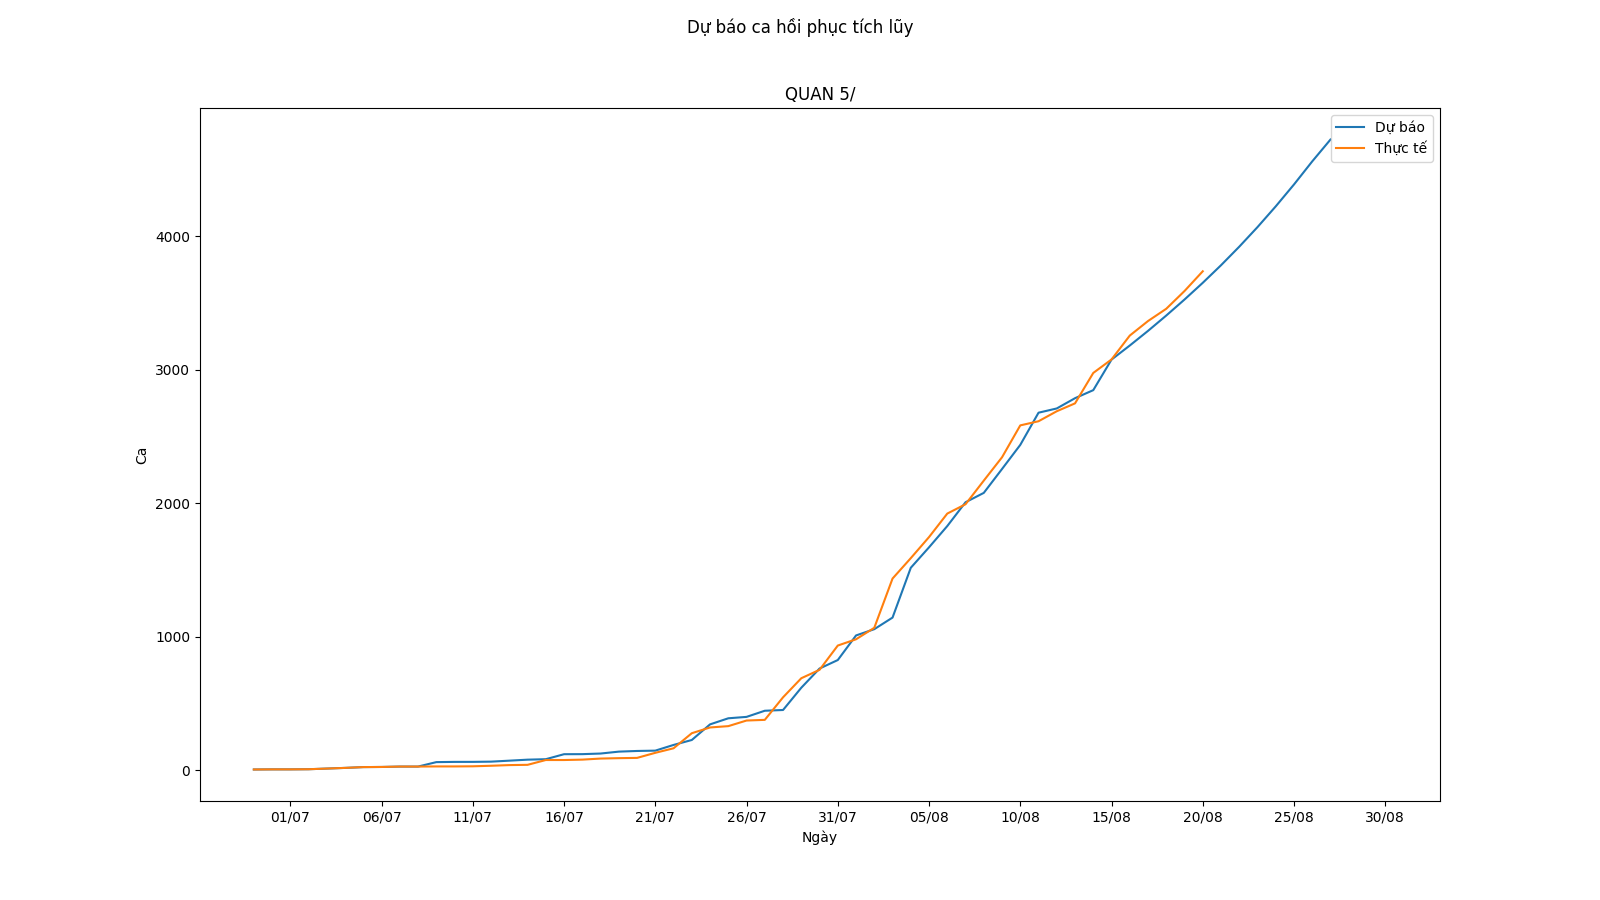 Dự báo ca hồi phục tích lũy
QUAN 5/
Dự báo
Thực tế
4000
3000
2000
1000
0
Ca
01/07 06/07 11/07 16/07 21/07 26/07 31/07 05/08 10/08 15/08 20/08 25/08 30/08
Ngày